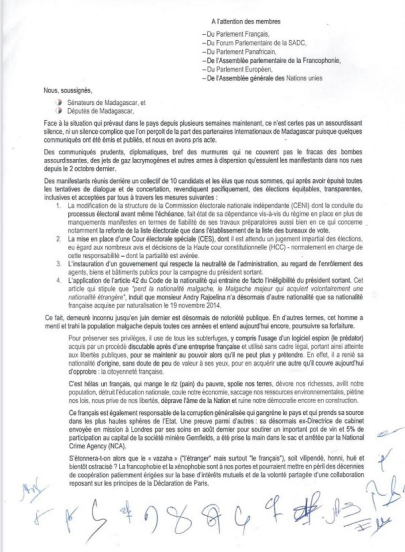 A l'attention des membres
– Du Parlement Français,
– Du Forum Parlementaire de la SADC,
– Du Parlement Panafricain,
– De l'Assemblée parlementaire de la Francophonie,
– Du Parlement Européen,
– De l'Assemblée générale des Nations unies
Nous, soussignés,
Sénateurs de Madagascar, et
Députés de Madagascar,
Face à la situation qui prévaut dans le pays depuis plusieurs semaines maintenant, ce n'est certes pas un assourdissant
silence, ni un silence complice que l'on perçoit de la part des partenaires internationaux de Madagascar puisque quelques
communiqués ont été émis et publiés, et nous en avons pris acte.
Des communiqués prudents, diplomatiques, bref des murmures qui ne couvrent pas le fracas des bombes
assourdissantes, des jets de gaz lacrymogènes et autres armes à dispersion qu'essuient les manifestants dans nos rues
depuis le 2 octobre dernier.
Des manifestants réunis derrière un collectif de 10 candidats et les élus que nous sommes, qui après avoir épuisé toutes
les tentatives de dialogue et de concertation, revendiquent pacifiquement, des élections équitables, transparentes,
inclusives et acceptées par tous à travers les mesures suivantes :
1. La modification de la structure de la Commission électorale nationale indépendante (CENI) dont la conduite du
processus électoral avant même l'échéance, fait état de sa dépendance vis-à-vis du régime en place en plus de
manquements manifestes en termes de fiabilité de ses travaux préparatoires aussi bien en ce qui concerne
notamment la refonte de la liste électorale que dans l'établissement de la liste des bureaux de vote.
2. La mise en place d'une Cour électorale spéciale (CES), dont il est attendu un jugement impartial des élections,
eu égard aux nombreux avis et décisions de la Haute cour constitutionnelle (HCC) - normalement en charge de
cette responsabilité – dont la partialité est avérée.
3. L'instauration d'un gouvernement qui respecte la neutralité de l'administration, au regard de l'enrôlement des
agents, biens et bâtiments publics pour la campagne du président sortant.
4. L'application de l'article 42 du Code de la nationalité qui entraine de facto l'inéligibilité du président sortant. Cet
article qui stipule que "perd la nationalité malgache, le Malgache majeur qui acquiert volontairement une
nationalité étrangère", induit que monsieur Andry Rajoelina n'a désormais d'autre nationalité que sa nationalité
française acquise par naturalisation le 19 novembre 2014.
Ce fait, demeuré inconnu jusqu'en juin dernier est désormais de notoriété publique. En d'autres termes, cet homme a
menti et trahi la population malgache depuis toutes ces années et entend aujourd'hui encore, poursuivre sa forfaiture.
Pour préserver ses privilèges, il use de tous les subterfuges, y compris l'usage d'un logiciel espion (le prédator)
acquis par un procédé discutable auprès d'une entreprise française et utilisé sans cadre légal, portant ainsi atteinte
aux libertés publiques, pour se maintenir au pouvoir alors qu'il ne peut plus y prétendre. En effet, il a renié sa
nationalité d'origine, sans doute de peu de valeur à ses yeux, pour en acquérir une autre qu'il couvre aujourd'hui
d'opprobre : la citoyenneté française.
C'est hélas un français, qui mange le riz (pain) du pauvre, spolie nos terres, dévore nos richesses, avilit notre
population, détruit l'éducation nationale, coule notre économie, saccage nos ressources environnementales, piétine
nos lois, nous prive de nos libertés, déprave l'âme de la Nation et ruine notre démocratie encore en construction.
Ce français est également responsable de la corruption généralisée qui gangrène le pays et qui prends sa source
dans les plus hautes sphères de l'Etat. Une preuve parmi d'autres : sa désormais ex-Directrice de cabinet
envoyée en mission à Londres par ses soins en août dernier pour soutirer un important pot de vin et 5% de
participation au capital de la société minière Gemfields, a été prise la main dans le sac et arrêtée par la National
Crime Agency (NCA).
S'étonnera-t-on alors que le « vazaha » ("l'étranger" mais surtout "le français"), soit vilipendé, honni, hué et
bientôt ostracisé ? La francophobie et la xénophobie sont à nos portes et pourraient mettre en péril des décennies
de coopération patiemment érigées sur la base d'intérêts mutuels et de la volonté partagée d'une collaboration
reposant sur les principes de la Déclaration de Paris.